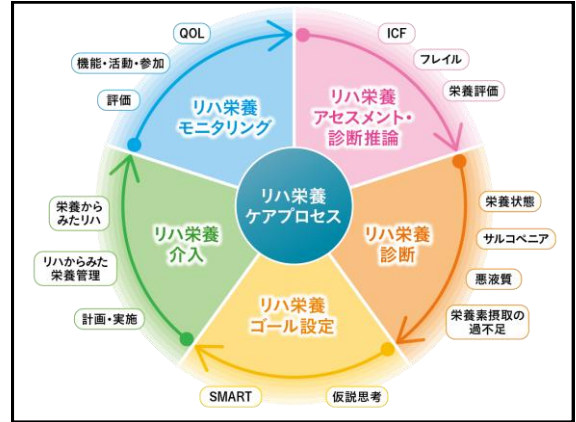 QOL
機能・活動・参加
評価
リハ栄養
モニタリング
ICF
フレイル
栄養評価
リハ栄養
アセスメント・
診断推論
リハ栄養
ケアプロセス
栄養状態
サルコペニア
悪液質
栄養素摂取の
過不足
リハ栄養
診断
リハ栄養
ゴール設定
仮説思考
SMART
リハ栄養
介入
栄養から
みたリハ
リハからみた
栄養管理
計画・実施